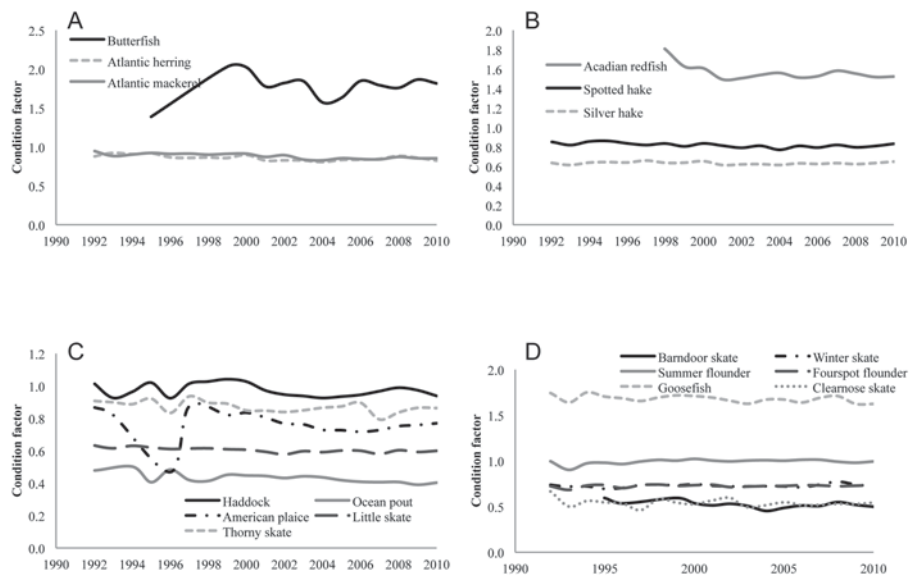 A
2.5
2.0
1.5
1.0
0.5
0.0
Condition factor
Butterfish
Atlantic herring
Atlantic mackerel
1990 1992 1994 1996 1998 2000 2002 2004 2006 2008 2010
B
2.0
1.8
1.6
1.4
1.2
1.0
0.8
0.6
0.4
0.2
0.0
Condition factor
Acadian redfish
Spotted hake
Silver hake
1990 1992 1994 1996 1998 2000 2002 2004 2006 2008 2010
C
1.2
1.0
0.8
0.6
0.4
0.2
0.0
Condition factor
Haddock Ocean pout
American plaice Little skate
Thorny skate
1990 1992 1994 1996 1998 2000 2002 2004 2006 2008 2010
D
Barndoor skate Winter skate
Summer flounder Fourspot flounder
Goosefish Clearnose skate
2.0
1.5
1.0
0.5
0.0
Condition factor
1990 1995 2000 2005 2010